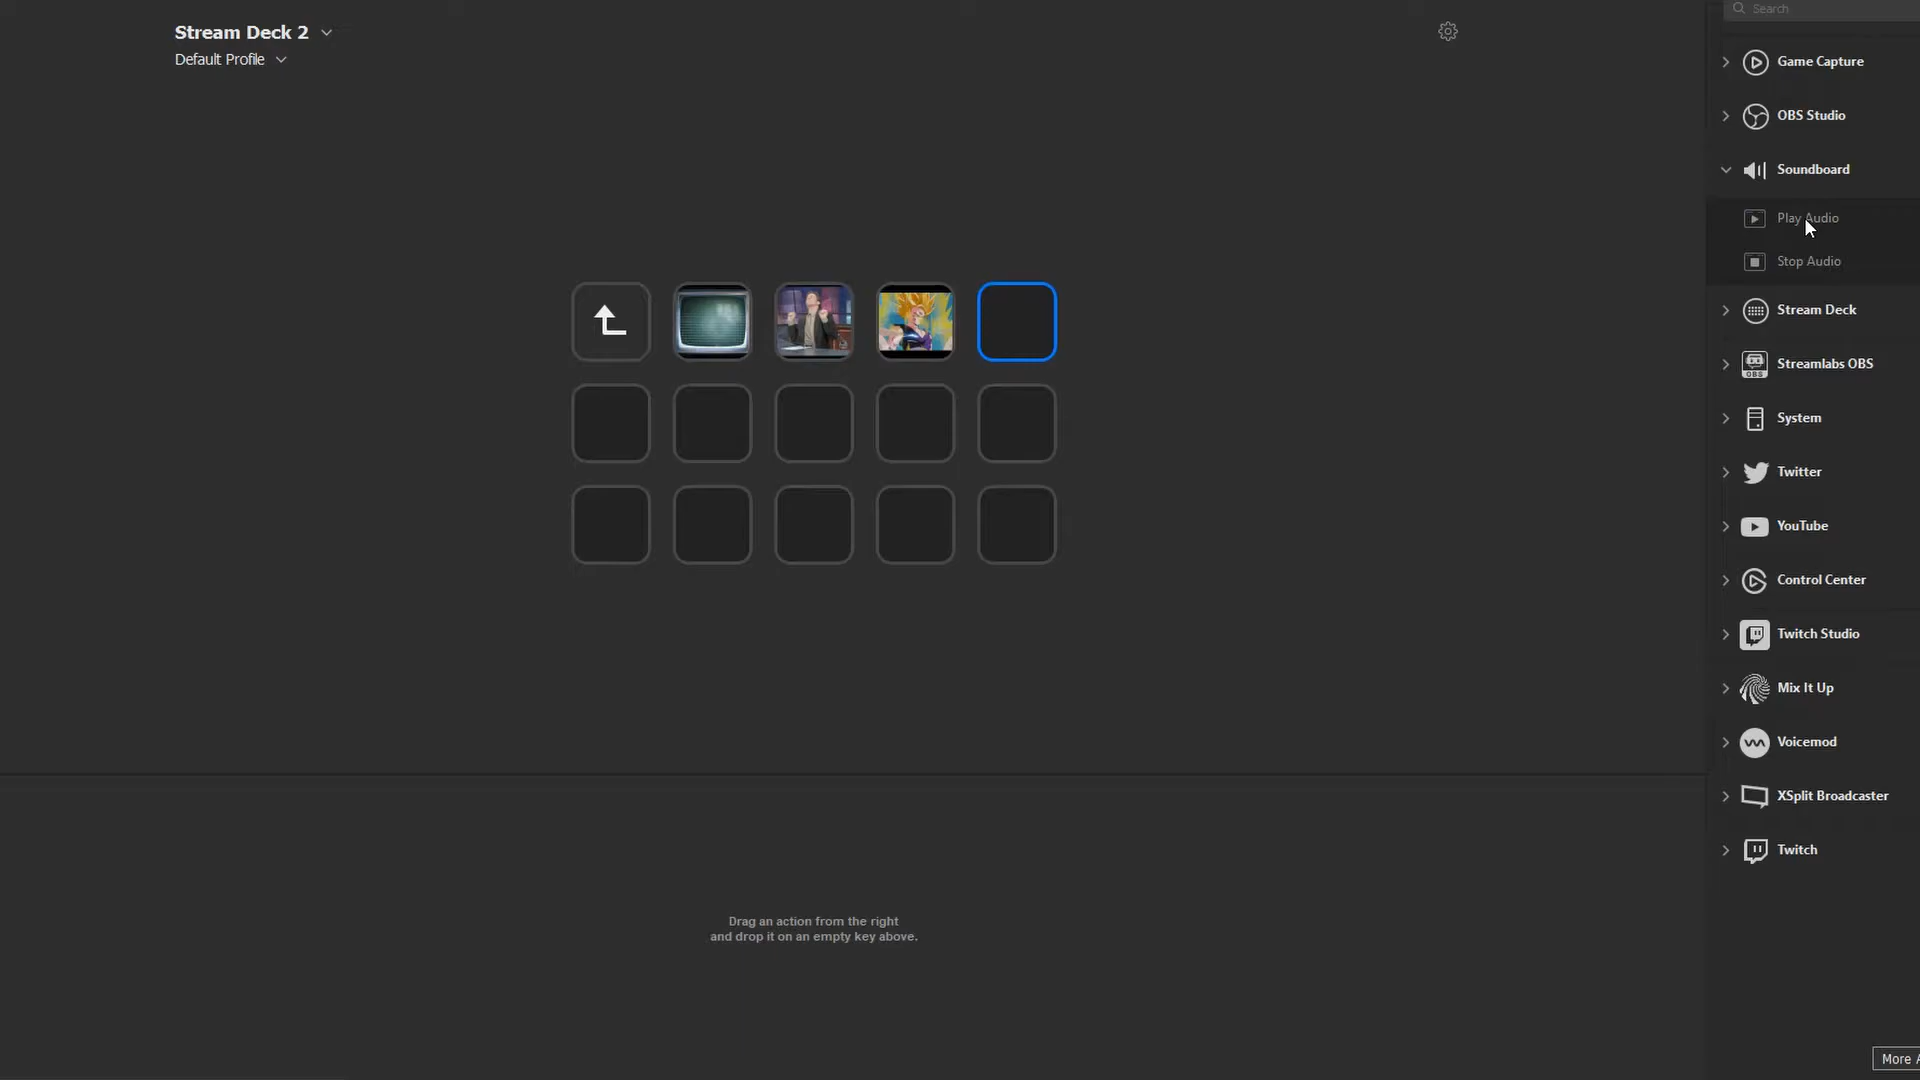 Stream Deck 2
Default Profile
Search
Game Capture
OBS Studio
Soundboard
Play Audio
Stop Audio
Stream Deck
OBS
Streamlabs OBS
System
Twitter
YouTube
Control Center
Twitch Studio
Mix It Up
Voicemod
XSplit Broadcaster
Twitch
Drag an action from the right
and drop it on an empty key above.
More A